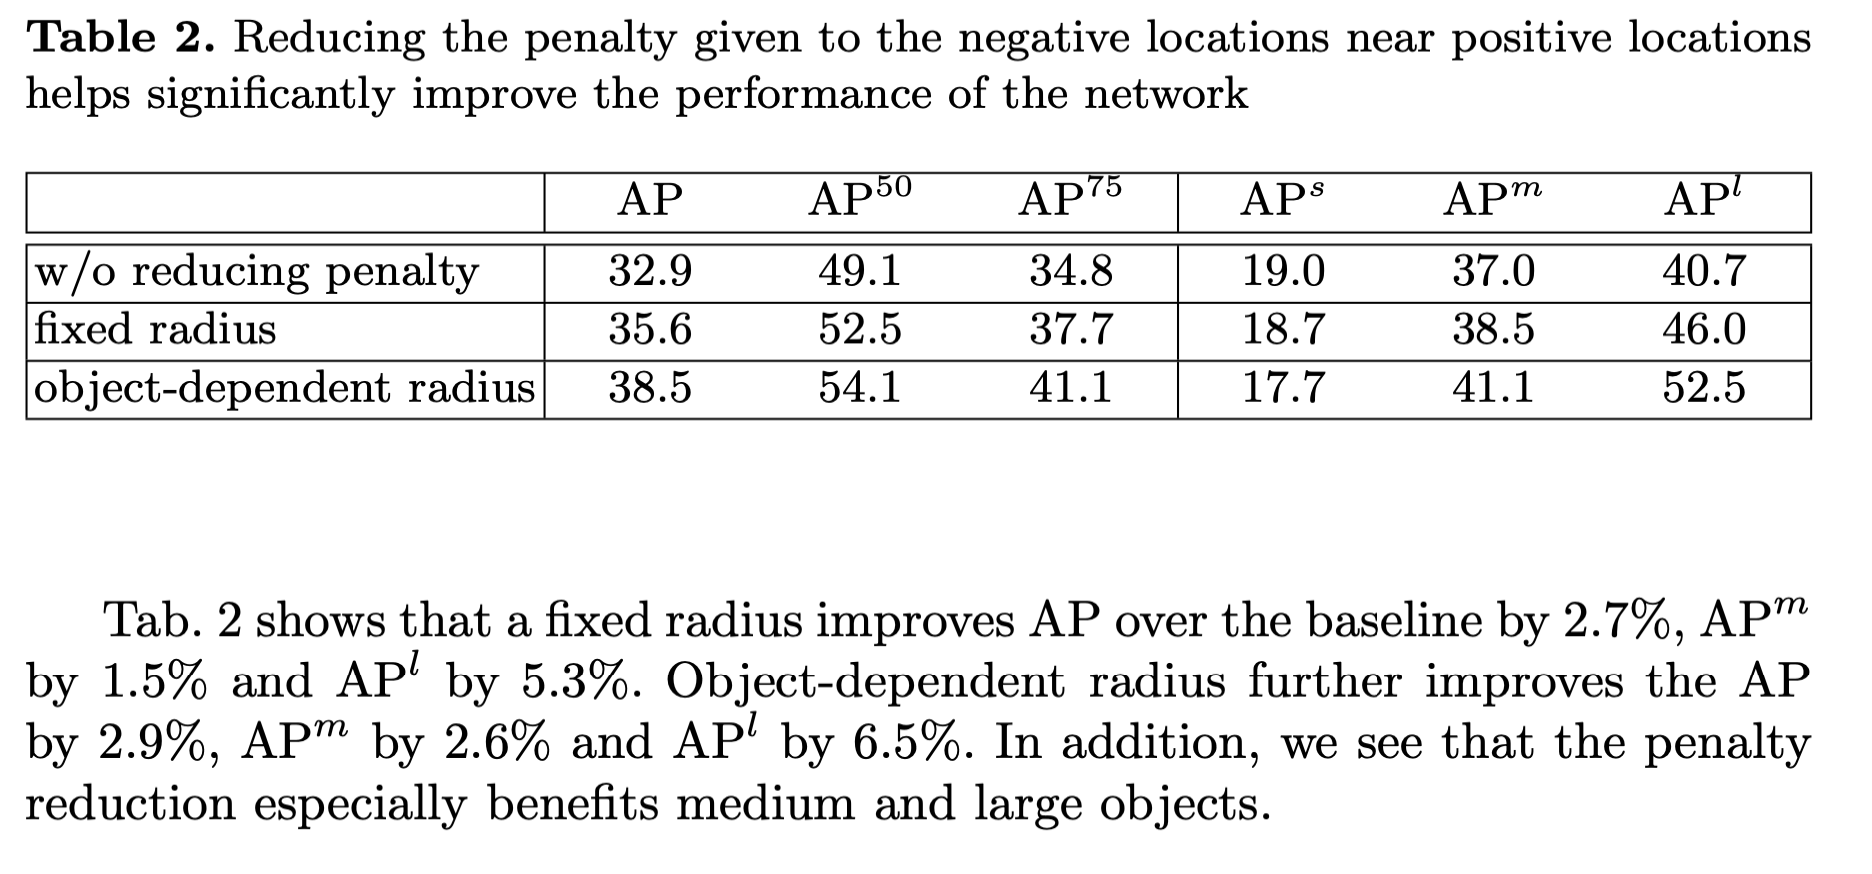 Table 2. Reducing the penalty given to the negative locations near positive locations
helps significantly improve the performance of the network
AP AP^50 AP^75 AP^s AP^m AP^l
w/o reducing penalty 32.9 49.1 34.8 19.0 37.0 40.7
fixed radius 35.6 52.5 37.7 18.7 38.5 46.0
object-dependent radius 38.5 54.1 41.1 17.7 41.1 52.5
Tab. 2 shows that a fixed radius improves AP over the baseline by 2.7%, AP^m
by 1.5% and AP^l by 5.3%. Object-dependent radius further improves the AP
by 2.9%, AP^m by 2.6% and AP^l by 6.5%. In addition, we see that the penalty
reduction especially benefits medium and large objects.